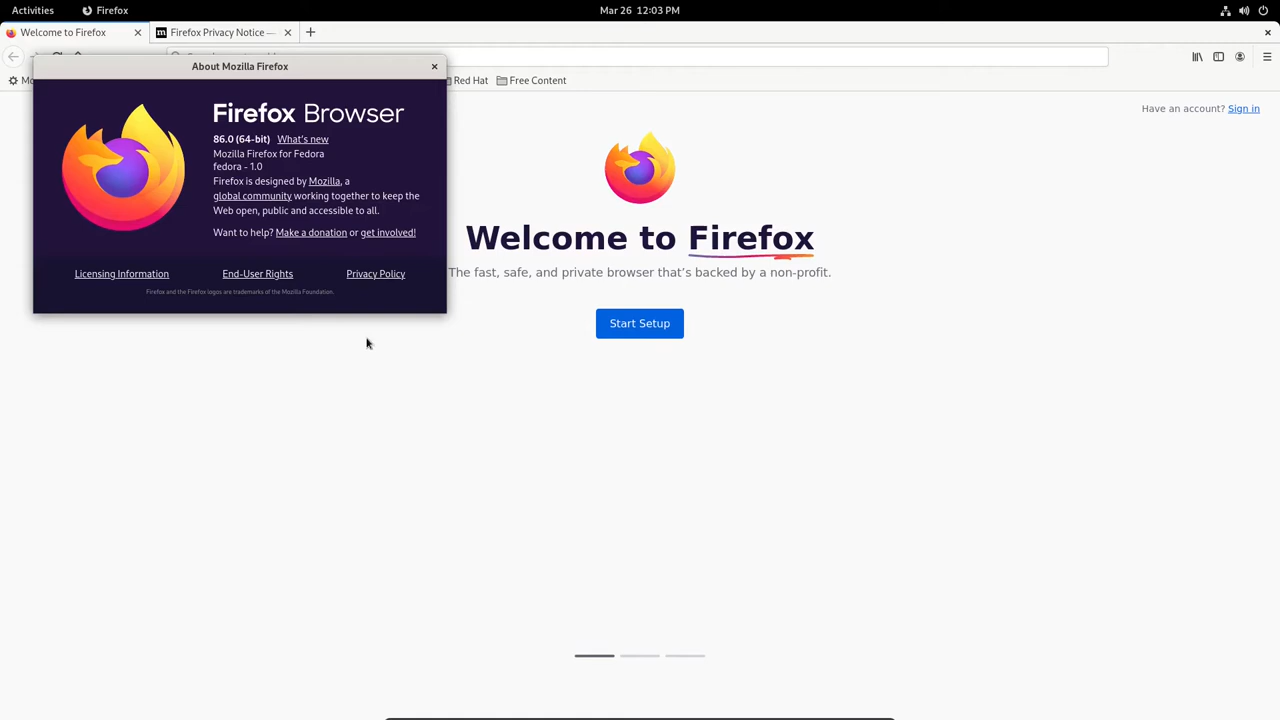 Activities
Firefox
Mar 26 12:03 PM
Welcome to Firefox
Firefox Privacy Notice —
About Mozilla Firefox
Red Hat
Free Content
Firefox Browser
86.0 (64-bit) What's new
Mozilla Firefox for Fedora
fedora - 1.0
Firefox is designed by Mozilla, a
global community working together to keep the
Web open, public and accessible to all.
Want to help? Make a donation or get involved!
Licensing Information
End-User Rights
Privacy Policy
Firefox and the Firefox logos are trademarks of the Mozilla Foundation.
Have an account? Sign in
Welcome to Firefox
The fast, safe, and private browser that's backed by a non-profit.
Start Setup